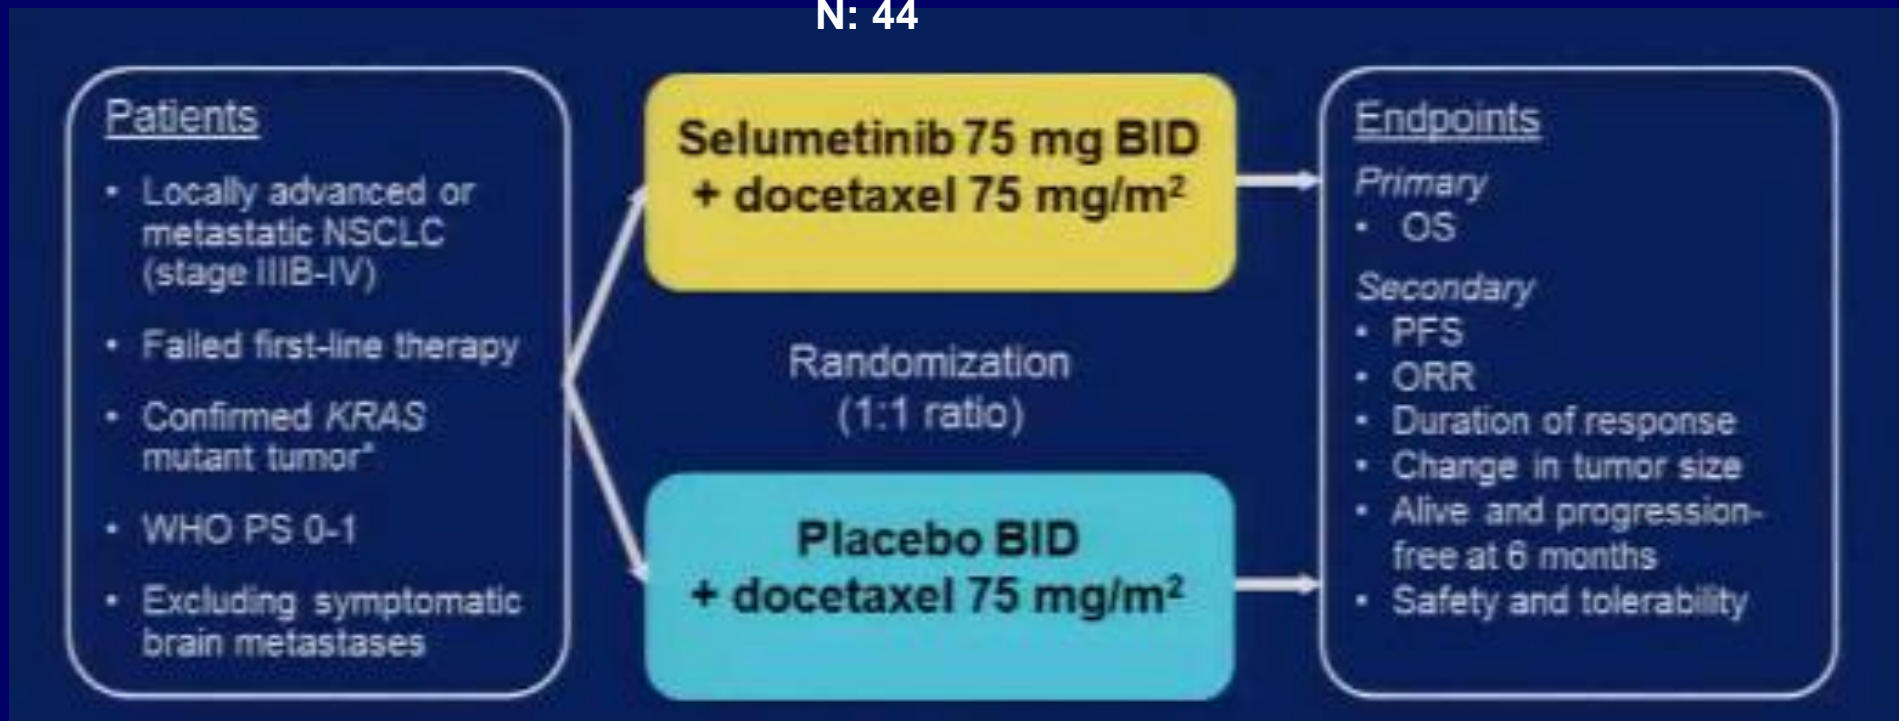 N: 44
Patients
• Locally advanced or
metastatic NSCLC
(stage IIIB-IV)
• Failed first-line therapy
• Confirmed KRAS
mutant tumor*
• WHO PS 0-1
• Excluding symptomatic
brain metastases
Selumetinib 75 mg BID
+ docetaxel 75 mg/m²
Randomization
(1:1 ratio)
Placebo BID
+ docetaxel 75 mg/m²
Endpoints
Primary
• OS
Secondary
• PFS
• ORR
• Duration of response
• Change in tumor size
• Alive and progression-
free at 6 months
• Safety and tolerability